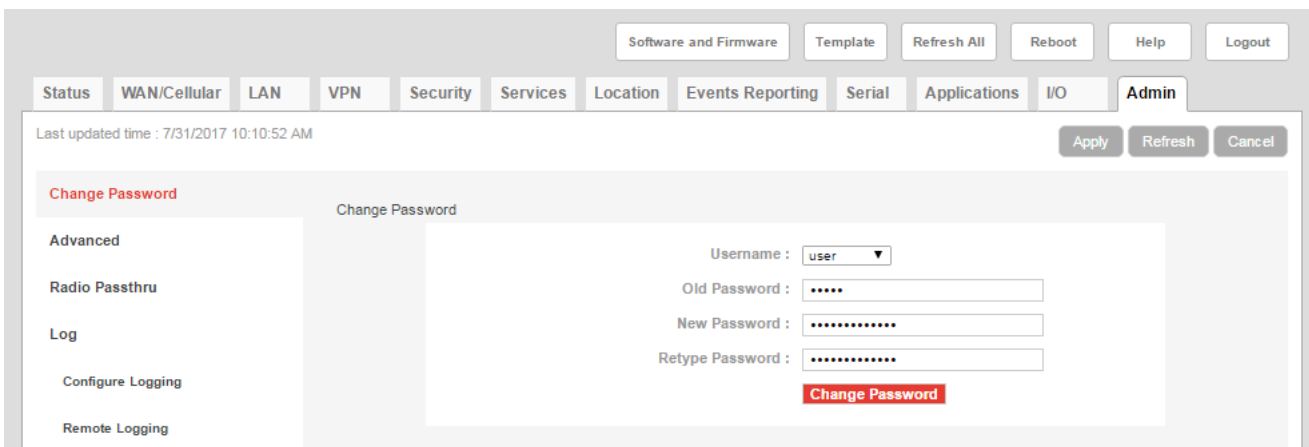 Software and Firmware Template Refresh All Reboot Help Logout
Status WAN/Cellular LAN VPN Security Services Location Events Reporting Serial Applications I/O Admin
Last updated time : 7/31/2017 10:10:52 AM
Apply Refresh Cancel
Change Password
Advanced
Radio Passthru
Log
Configure Logging
Remote Logging
Change Password
Username : user
Old Password : •••••
New Password : •••••••••••••
Retype Password : •••••••••••••
Change Password